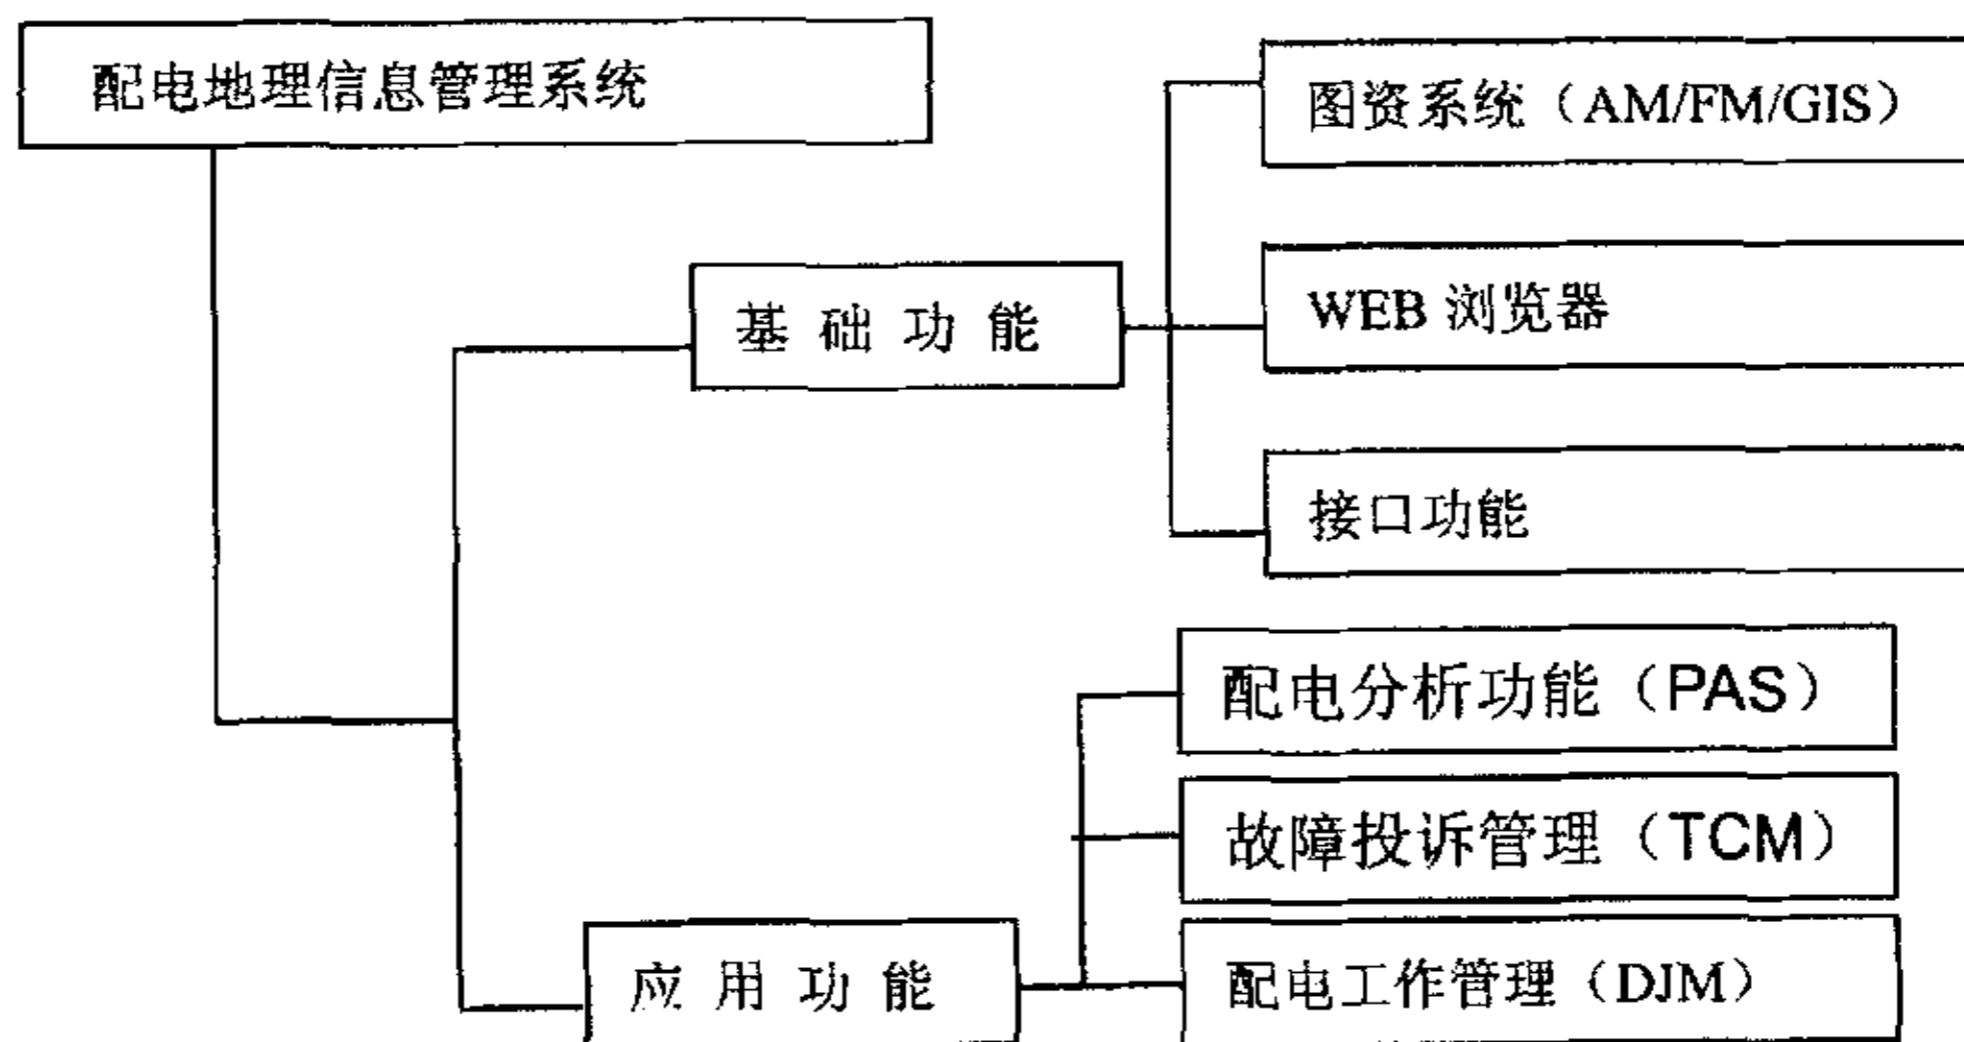 配电地理信息管理系统
图资系统（AM/FM/GIS）
基础功能
WEB 浏览器
接口功能
配电分析功能（PAS）
故障投诉管理（TCM）
应用功能
配电工作管理（DJM）